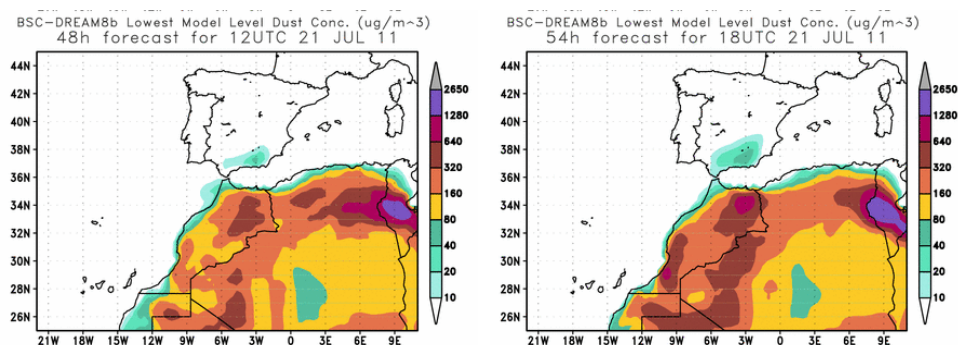 BSC-DREAM8b Lowest Model Level Dust Conc. (ug/m^3)
48h forecast for 12UTC 21 JUL 11
44N
42N
40N
38N
36N
34N
32N
30N
28N
26N
21W 18W 15W 12W 9W 6W 3W 0 3E 6E 9E
2650
1280
640
320
160
80
40
20
10
BSC-DREAM8b Lowest Model Level Dust Conc. (ug/m^3)
54h forecast for 18UTC 21 JUL 11
44N
42N
40N
38N
36N
34N
32N
30N
28N
26N
21W 18W 15W 12W 9W 6W 3W 0 3E 6E 9E
2650
1280
640
320
160
80
40
20
10